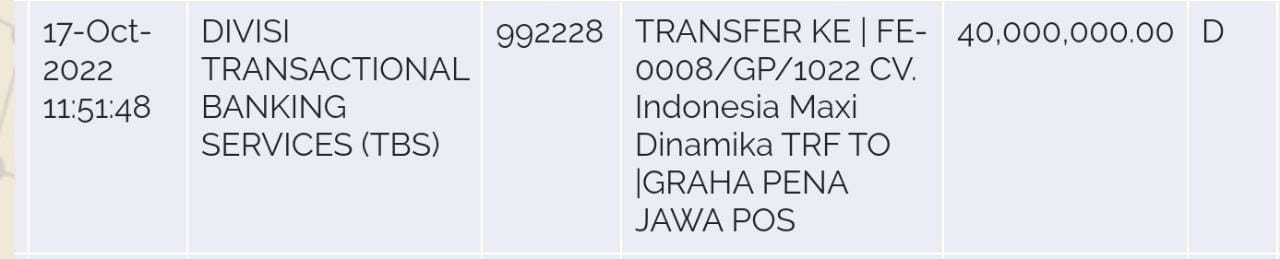 17-Oct-
2022
11:51:48
DIVISI
TRANSACTIONAL
BANKING
SERVICES (TBS)
992228
TRANSFER KE | FE-
0008/GP/1022 CV.
Indonesia Maxi
Dinamika TRF TO
|GRAHA PENA
JAWA POS
40,000,000.00
D